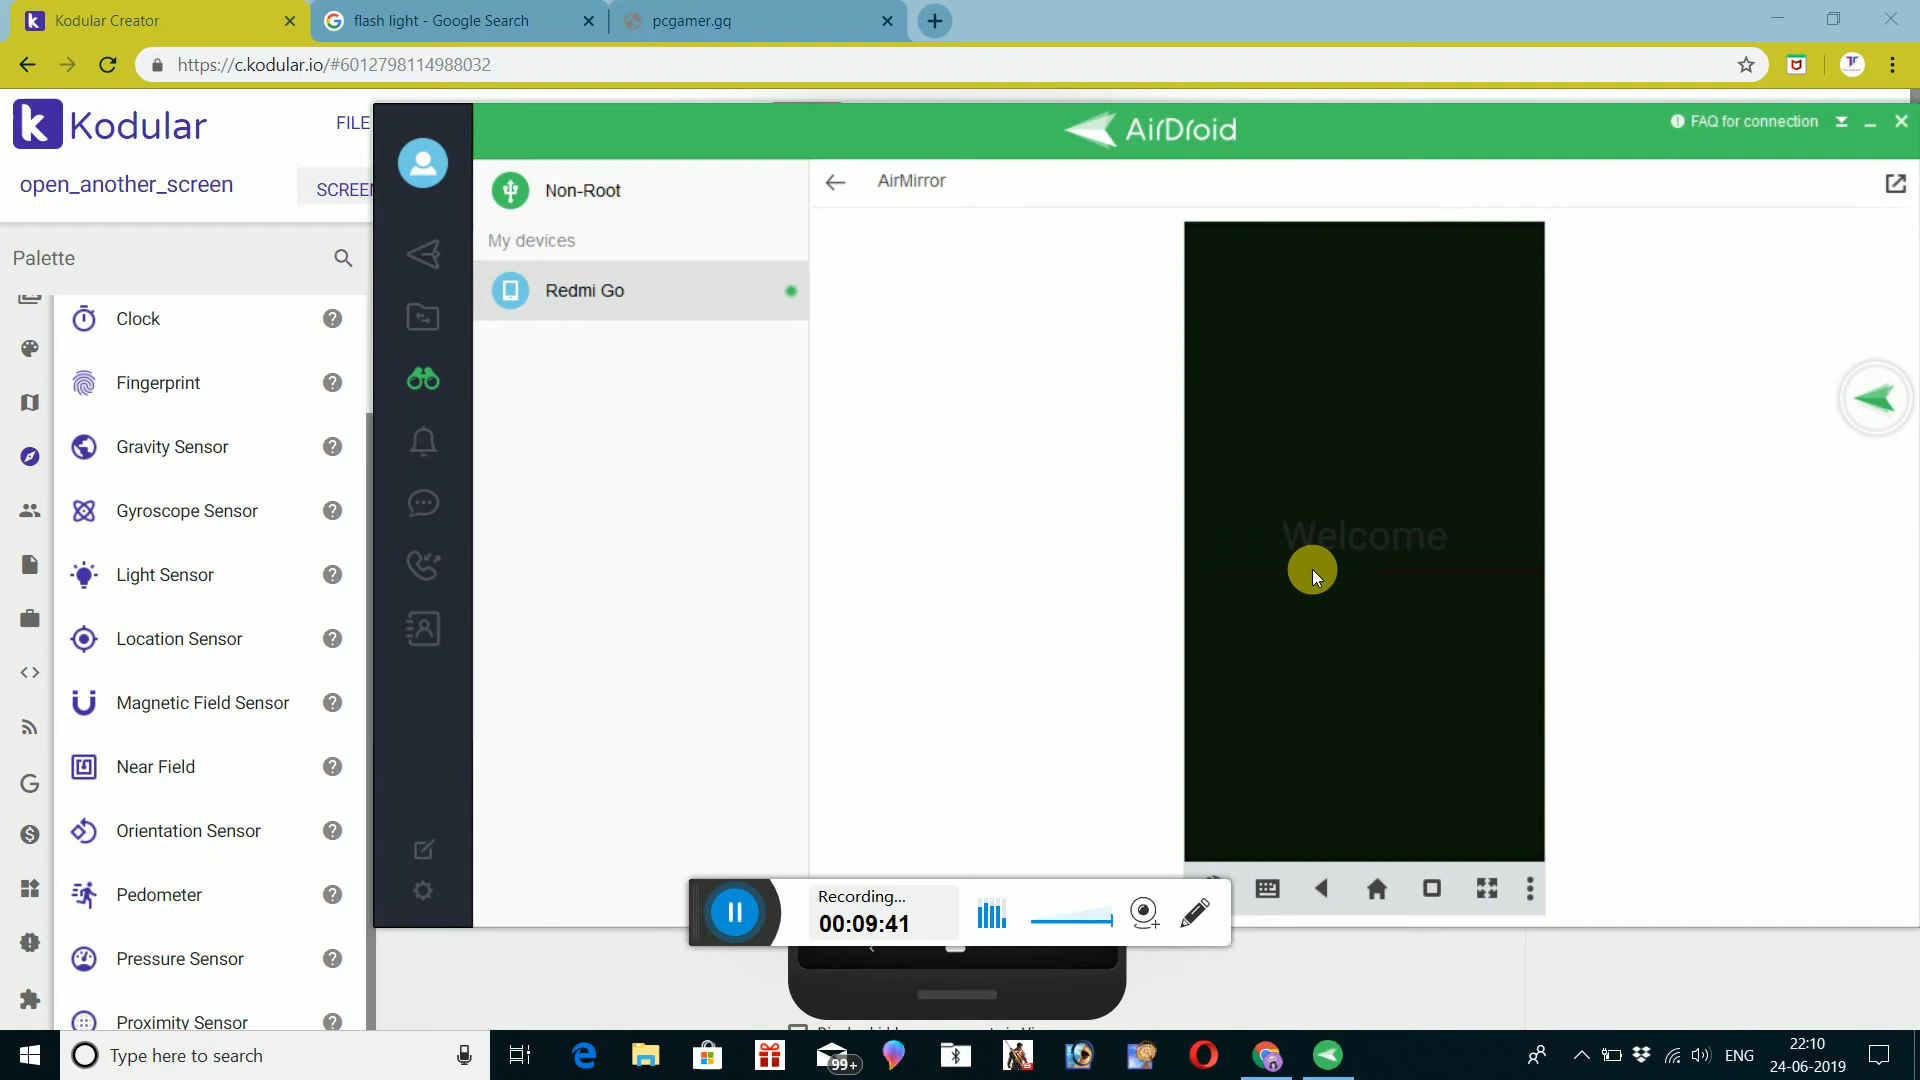 Kodular Creator
flash light - Google Search
pcgamer.gq
https://c.kodular.io/#6012798114988032
Kodular
FILE
open_another_screen
SCREEN
Palette
Clock
Fingerprint
Gravity Sensor
Gyroscope Sensor
Light Sensor
Location Sensor
Magnetic Field Sensor
Near Field
Orientation Sensor
Pedometer
Pressure Sensor
Proximity Sensor
AirDroid
FAQ for connection
Non-Root
My devices
Redmi Go
AirMirror
Welcome
Recording...
00:09:41
Type here to search
99+
ENG
22:10
24-06-2019